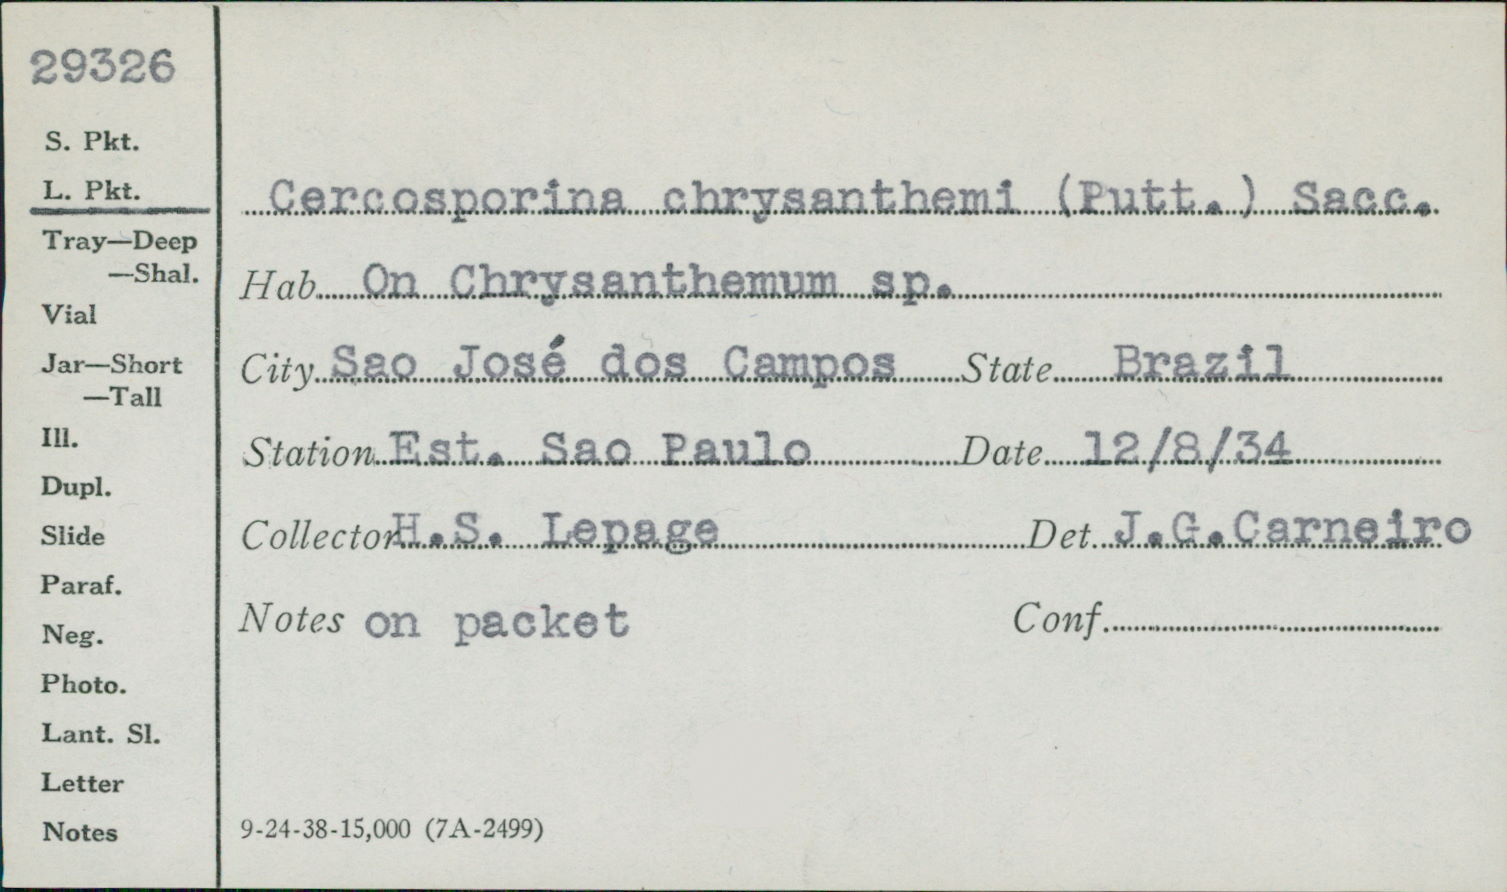 29326
S. Pkt.
L. Pkt.
Tray—Deep
—Shal.
Vial
Jar—Short
—Tall
Ill.
Dupl.
Slide
Paraf.
Neg.
Photo.
Lant. Sl.
Letter
Notes
Cercosporina chrysanthemi (Putt.) Sacc.
Hab. On Chrysanthemum sp.
City Sao José dos Campos State Brazil
Station Est. Sao Paulo Date 12/8/34
Collector H.S. Lepage Det. J.G.Carneiro
Notes on packet Conf.
9-24-38-15,000 (7A-2499)